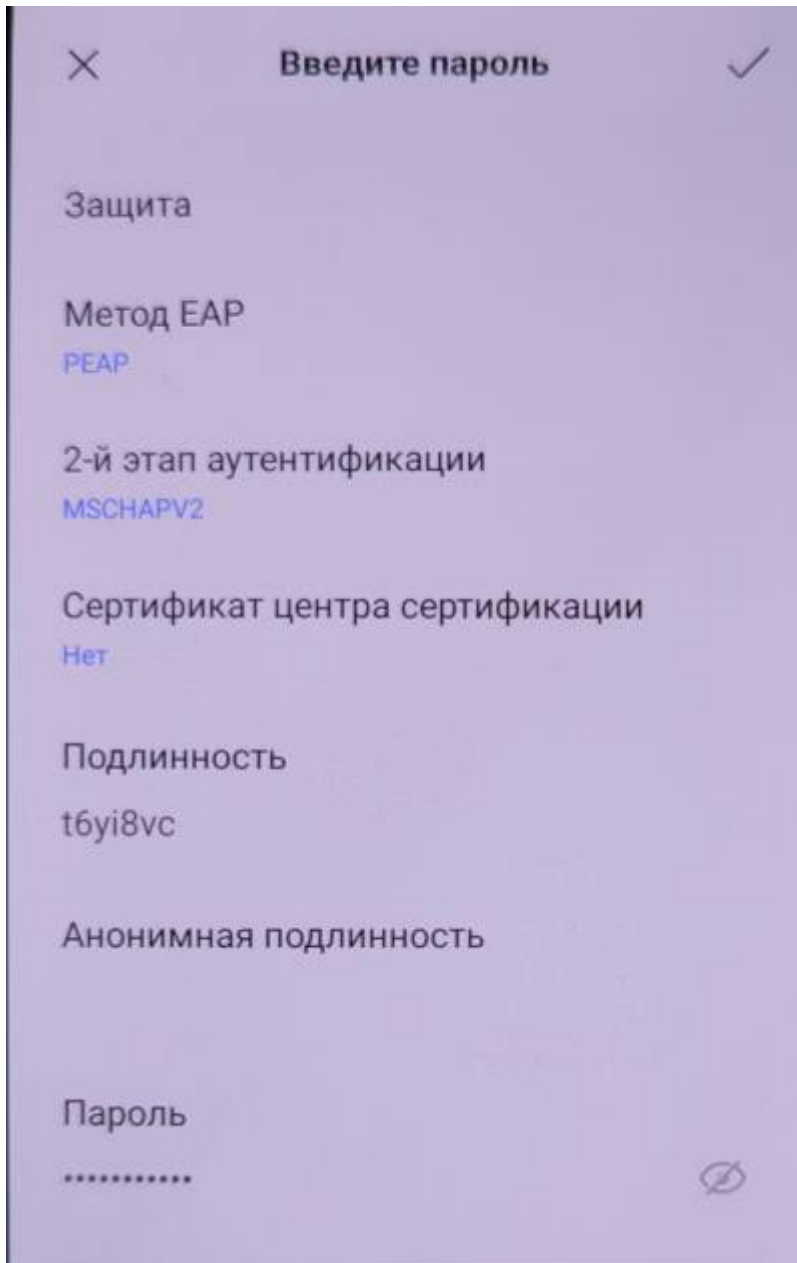 Введите пароль
Защита
Метод EAP
PEAP
2-й этап аутентификации
MSCHAPV2
Сертификат центра сертификации
Нет
Подлинность
t6yi8vc
Анонимная подлинность
Пароль
•••••••••••